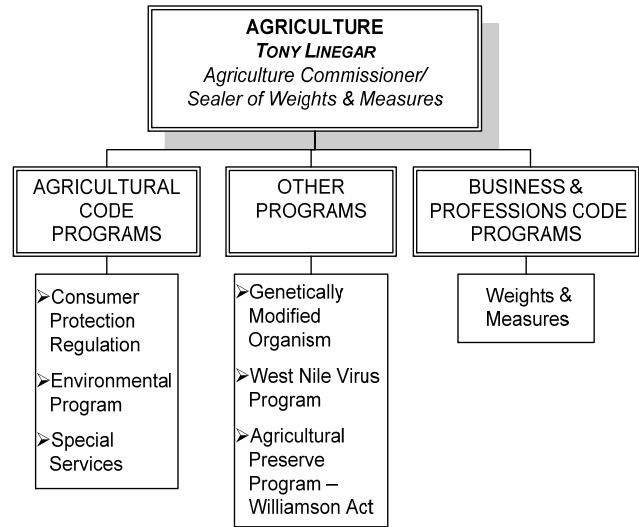 AGRICULTURE
TONY LINEGAR
Agriculture Commissioner/
Sealer of Weights & Measures
AGRICULTURAL
CODE
PROGRAMS
➢Consumer
Protection
Regulation
➢Environmental
Program
➢Special
Services
OTHER
PROGRAMS
➢Genetically
Modified
Organism
➢West Nile Virus
Program
➢Agricultural
Preserve
Program –
Williamson Act
BUSINESS &
PROFESSIONS CODE
PROGRAMS
Weights &
Measures